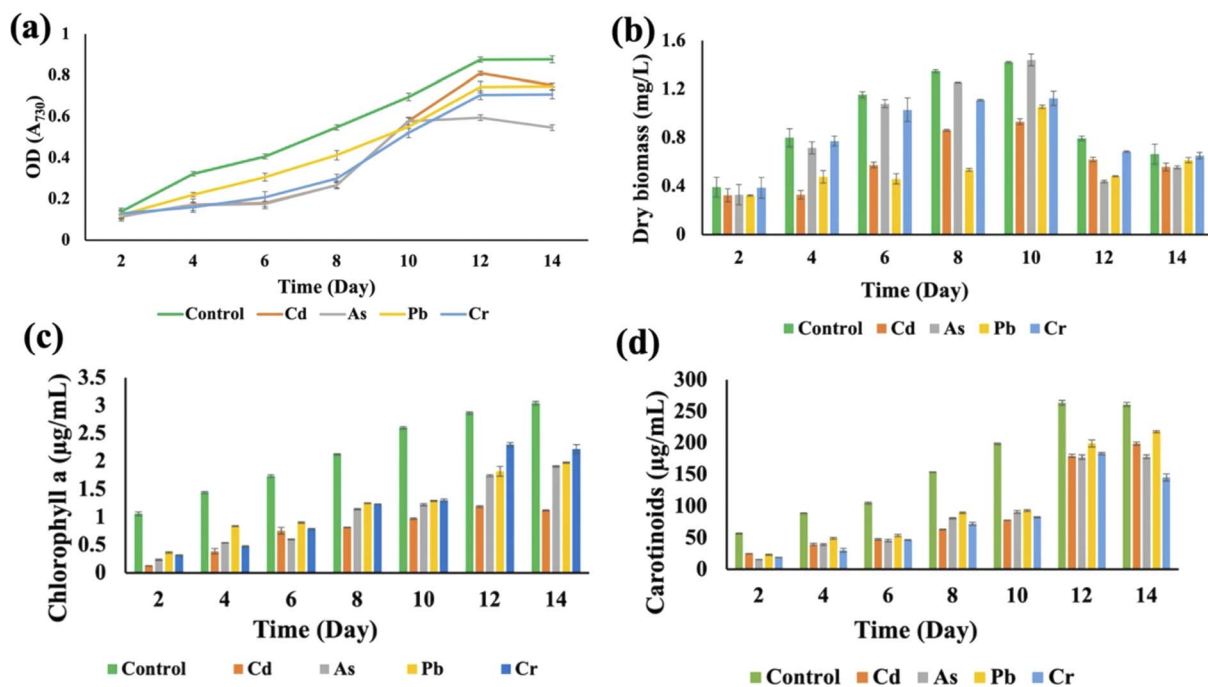 (a)
1
0.8
0.6
0.4
0.2
0
OD (A730)
2 4 6 8 10 12 14
Time (Day)
Control Cd As Pb Cr
(b)
1.6
1.2
0.8
0.4
0
Dry biomass (mg/L)
2 4 6 8 10 12 14
Time (Day)
Control Cd As Pb Cr
(c)
3.5
3
2.5
2
1.5
1
0.5
0
Chlorophyll a (µg/mL)
2 4 6 8 10 12 14
Time (Day)
Control Cd As Pb Cr
(d)
300
250
200
150
100
50
0
Carotinoids (µg/mL)
2 4 6 8 10 12 14
Time (Day)
Control Cd As Pb Cr